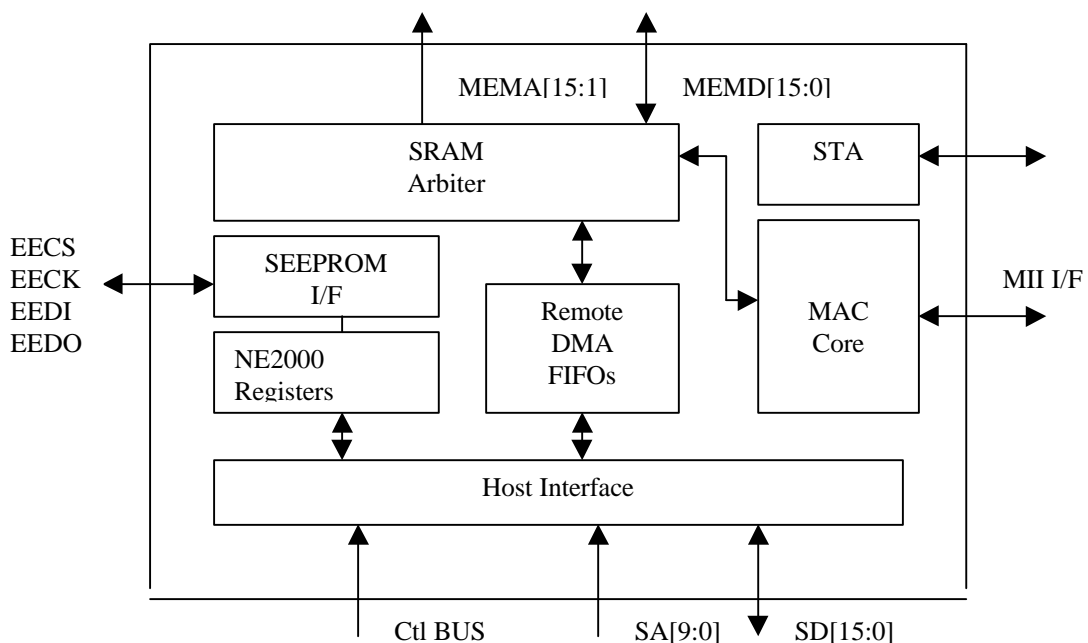 MEMA[15:1]
MEMD[15:0]
SRAM
Arbiter
STA
EECS
EECK
EEDI
EEDO
SEEPROM
I/F
NE2000
Registers
Remote
DMA
FIFOs
MAC
Core
MII I/F
Host Interface
Ctl BUS
SA[9:0]
SD[15:0]